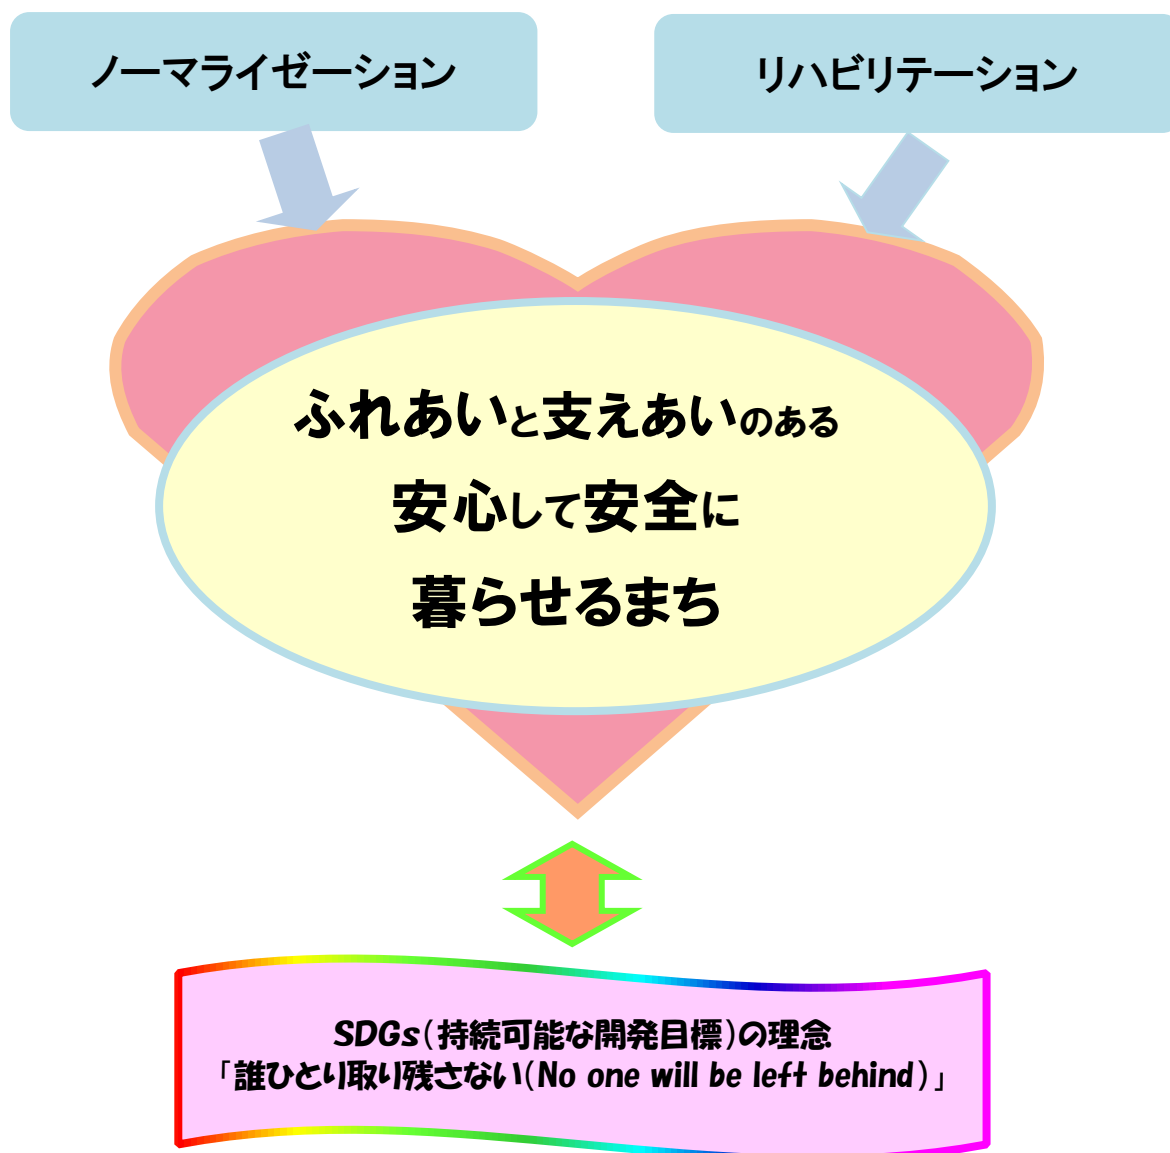 ノーマライゼーション
リハビリテーション
ふれあいと支えあいのある
安心して安全に
暮らせるまち
SDGs(持続可能な開発目標)の理念
「誰ひとり取り残さない(No one will be left behind)」